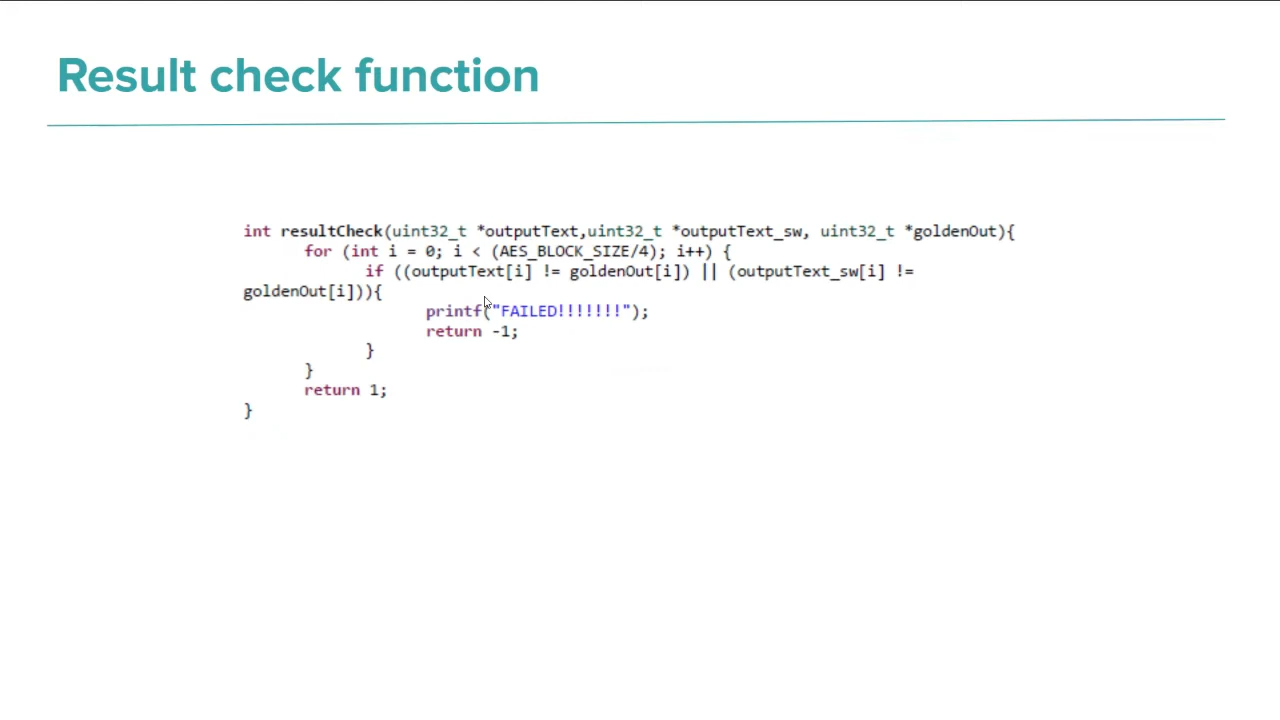 Result check function
int resultCheck(uint32_t *outputText,uint32_t *outputText_sw, uint32_t *goldenOut){
for (int i = 0; i < (AES_BLOCK_SIZE/4); i++) {
if ((outputText[i] != goldenOut[i]) || (outputText_sw[i] !=
goldenOut[i])){
printf("FAILED!!!!!!!");
return -1;
}
}
return 1;
}